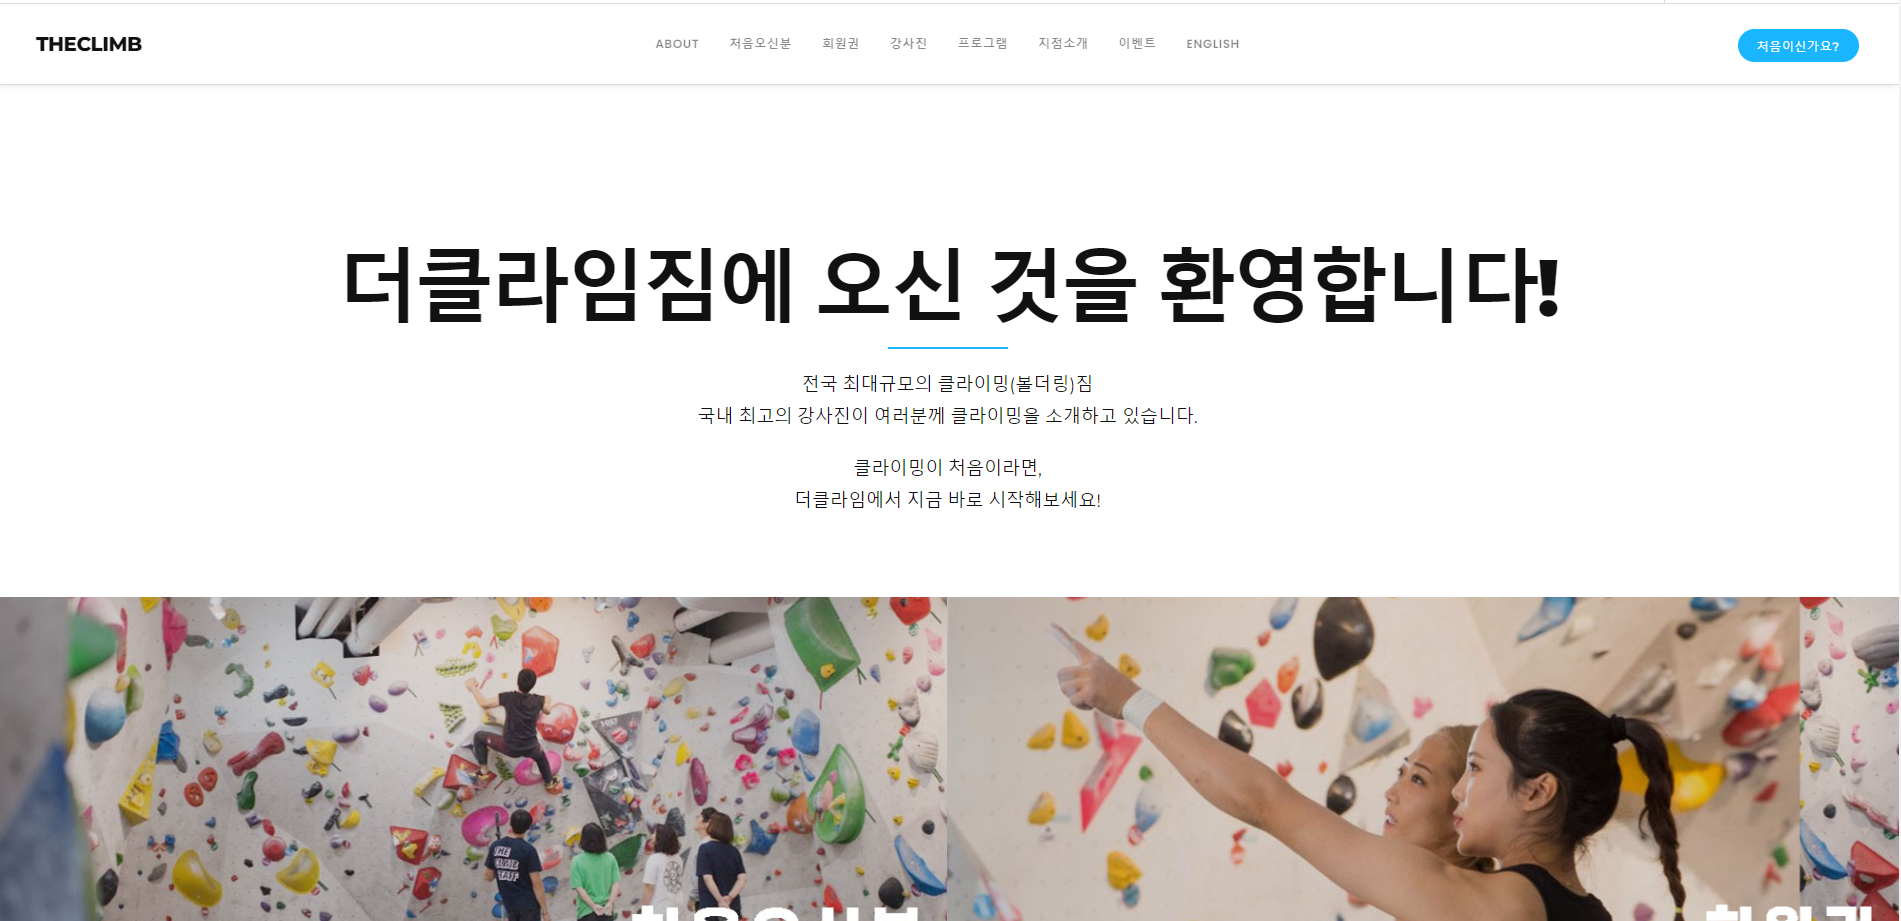 THECLIMB
ABOUT 처음오신분 회원권 강사진 프로그램 지점소개 이벤트 ENGLISH
처음이신가요?
더클라임짐에 오신 것을 환영합니다!
전국 최대규모의 클라이밍(볼더링)짐
국내 최고의 강사진이 여러분께 클라이밍을 소개하고 있습니다.
클라이밍이 처음이라면,
더클라임에서 지금 바로 시작해보세요!
THE
CLIMB
STAFF